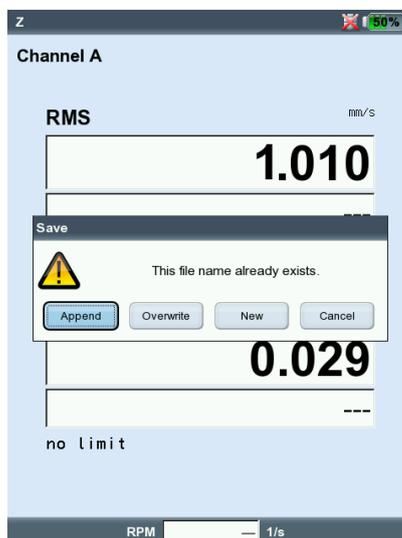 Z 50%
Channel A
RMS mm/s
1.010
---
Save
This file name already exists.
Append Overwrite New Cancel
0.029
---
no limit
RPM — 1/s